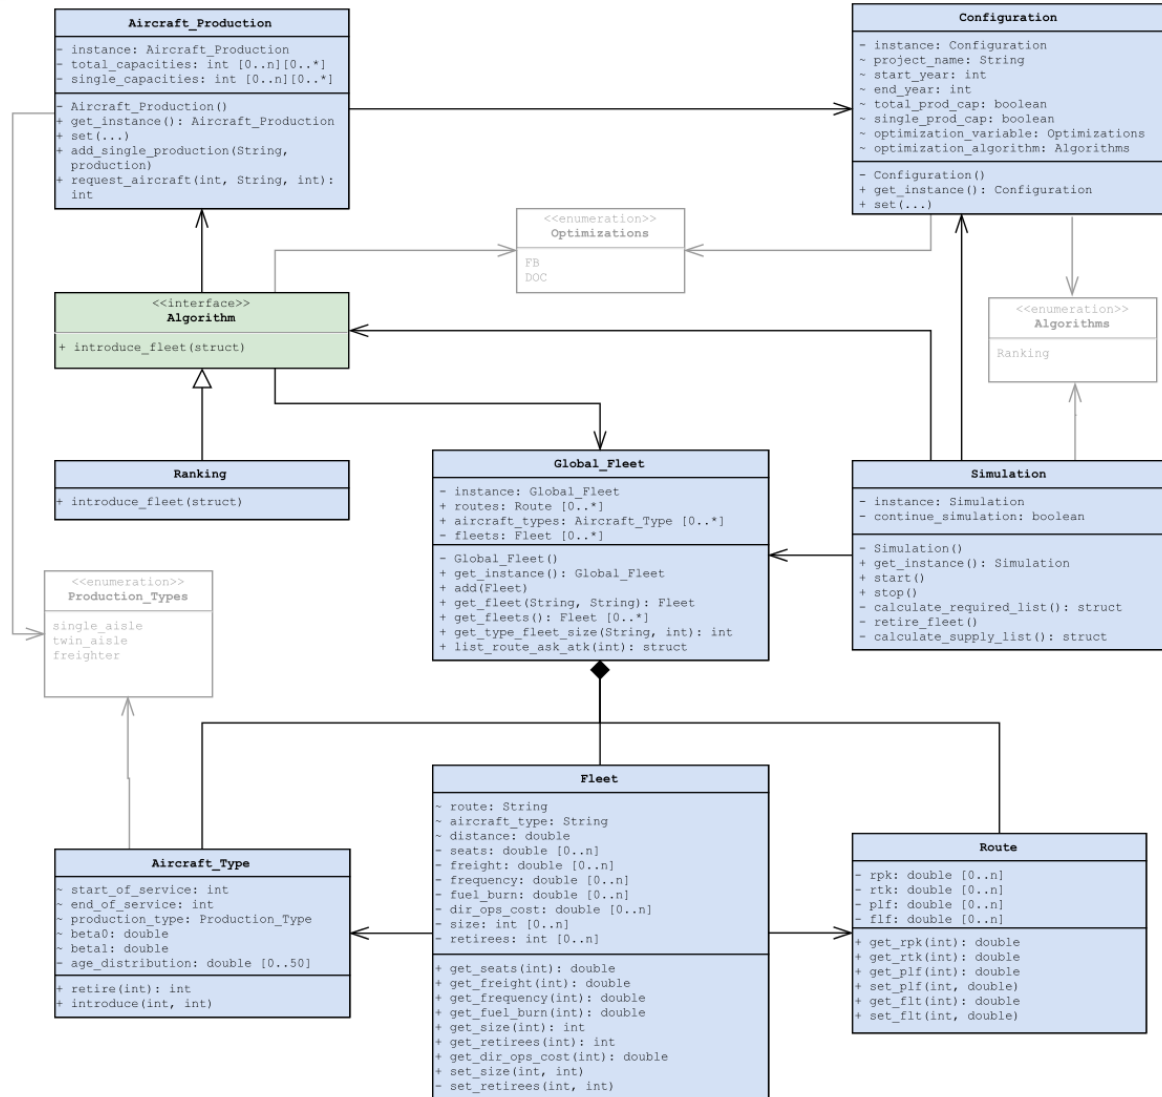 Aircraft_Production
- instance: Aircraft_Production
- total_capacities: int [0..n][0..*]
- single_capacities: int [0..n][0..*]
- Aircraft_Production()
+ get_instance(): Aircraft_Production
+ set(...)
+ add_single_production(String,
production)
+ request_aircraft(int, String, int):
int
Configuration
- instance: Configuration
~ project_name: String
~ start_year: int
~ end_year: int
~ total_prod_cap: boolean
~ single_prod_cap: boolean
~ optimization_variable: Optimizations
~ optimization_algorithm: Algorithms
- Configuration()
+ get_instance(): Configuration
+ set(...)
<<enumeration>>
Optimizations
FB
DOC
<<interface>>
Algorithm
+ introduce_fleet(struct)
<<enumeration>>
Algorithms
Ranking
Ranking
+ introduce_fleet(struct)
Global_Fleet
- instance: Global_Fleet
+ routes: Route [0..*]
+ aircraft_types: Aircraft_Type [0..*]
- fleets: Fleet [0..*]
- Global_Fleet()
+ get_instance(): Global_Fleet
+ add(Fleet)
+ get_fleet(String, String): Fleet
+ get_fleets(): Fleet [0..*]
+ get_type_fleet_size(String, int): int
+ list_route_ask_atk(int): struct
Simulation
- instance: Simulation
- continue_simulation: boolean
- Simulation()
+ get_instance(): Simulation
+ start()
+ stop()
- calculate_required_list(): struct
- retire_fleet()
- calculate_supply_list(): struct
<<enumeration>>
Production_Types
single_aisle
twin_aisle
freighter
Aircraft_Type
~ start_of_service: int
~ end_of_service: int
~ production_type: Production_Type
~ beta0: double
~ beta1: double
- age_distribution: double [0..50]
+ retire(int): int
+ introduce(int, int)
Fleet
~ route: String
~ aircraft_type: String
~ distance: double
- seats: double [0..n]
- freight: double [0..n]
- frequency: double [0..n]
- fuel_burn: double [0..n]
- dir_ops_cost: double [0..n]
- size: int [0..n]
- retirees: int [0..n]
+ get_seats(int): double
+ get_freight(int): double
+ get_frequency(int): double
+ get_fuel_burn(int): double
+ get_size(int): int
+ get_retirees(int): int
+ get_dir_ops_cost(int): double
+ set_size(int, int)
- set_retirees(int, int)
Route
- rpk: double [0..n]
- rtk: double [0..n]
- plf: double [0..n]
- flf: double [0..n]
+ get_rpk(int): double
+ get_rtk(int): double
+ get_plf(int): double
+ set_plf(int, double)
+ get_flt(int): double
+ set_flt(int, double)